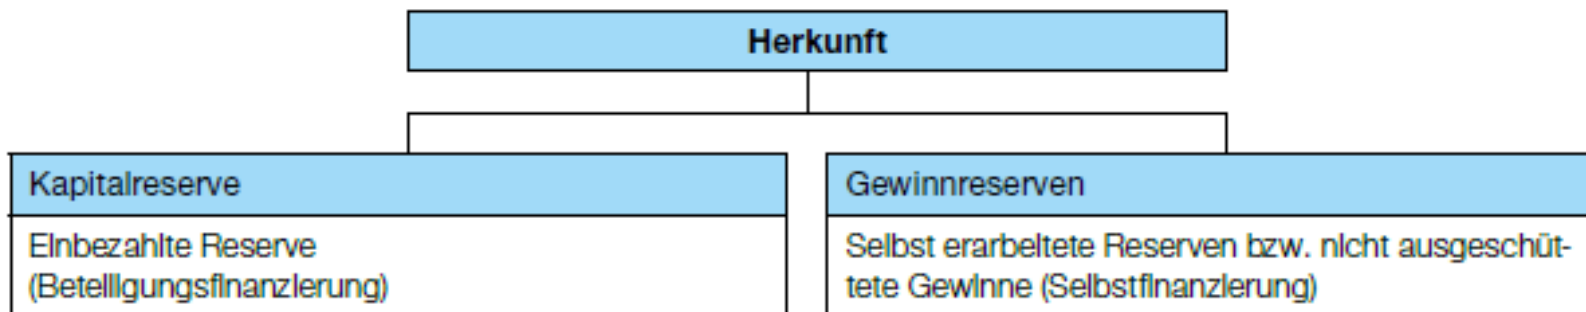 Herkunft
Kapitalreserve
Einbezahlte Reserve
(Beteiligungsfinanzierung)
Gewinnreserven
Selbst erarbeitete Reserven bzw. nicht ausgeschüt-
tete Gewinne (Selbstfinanzierung)